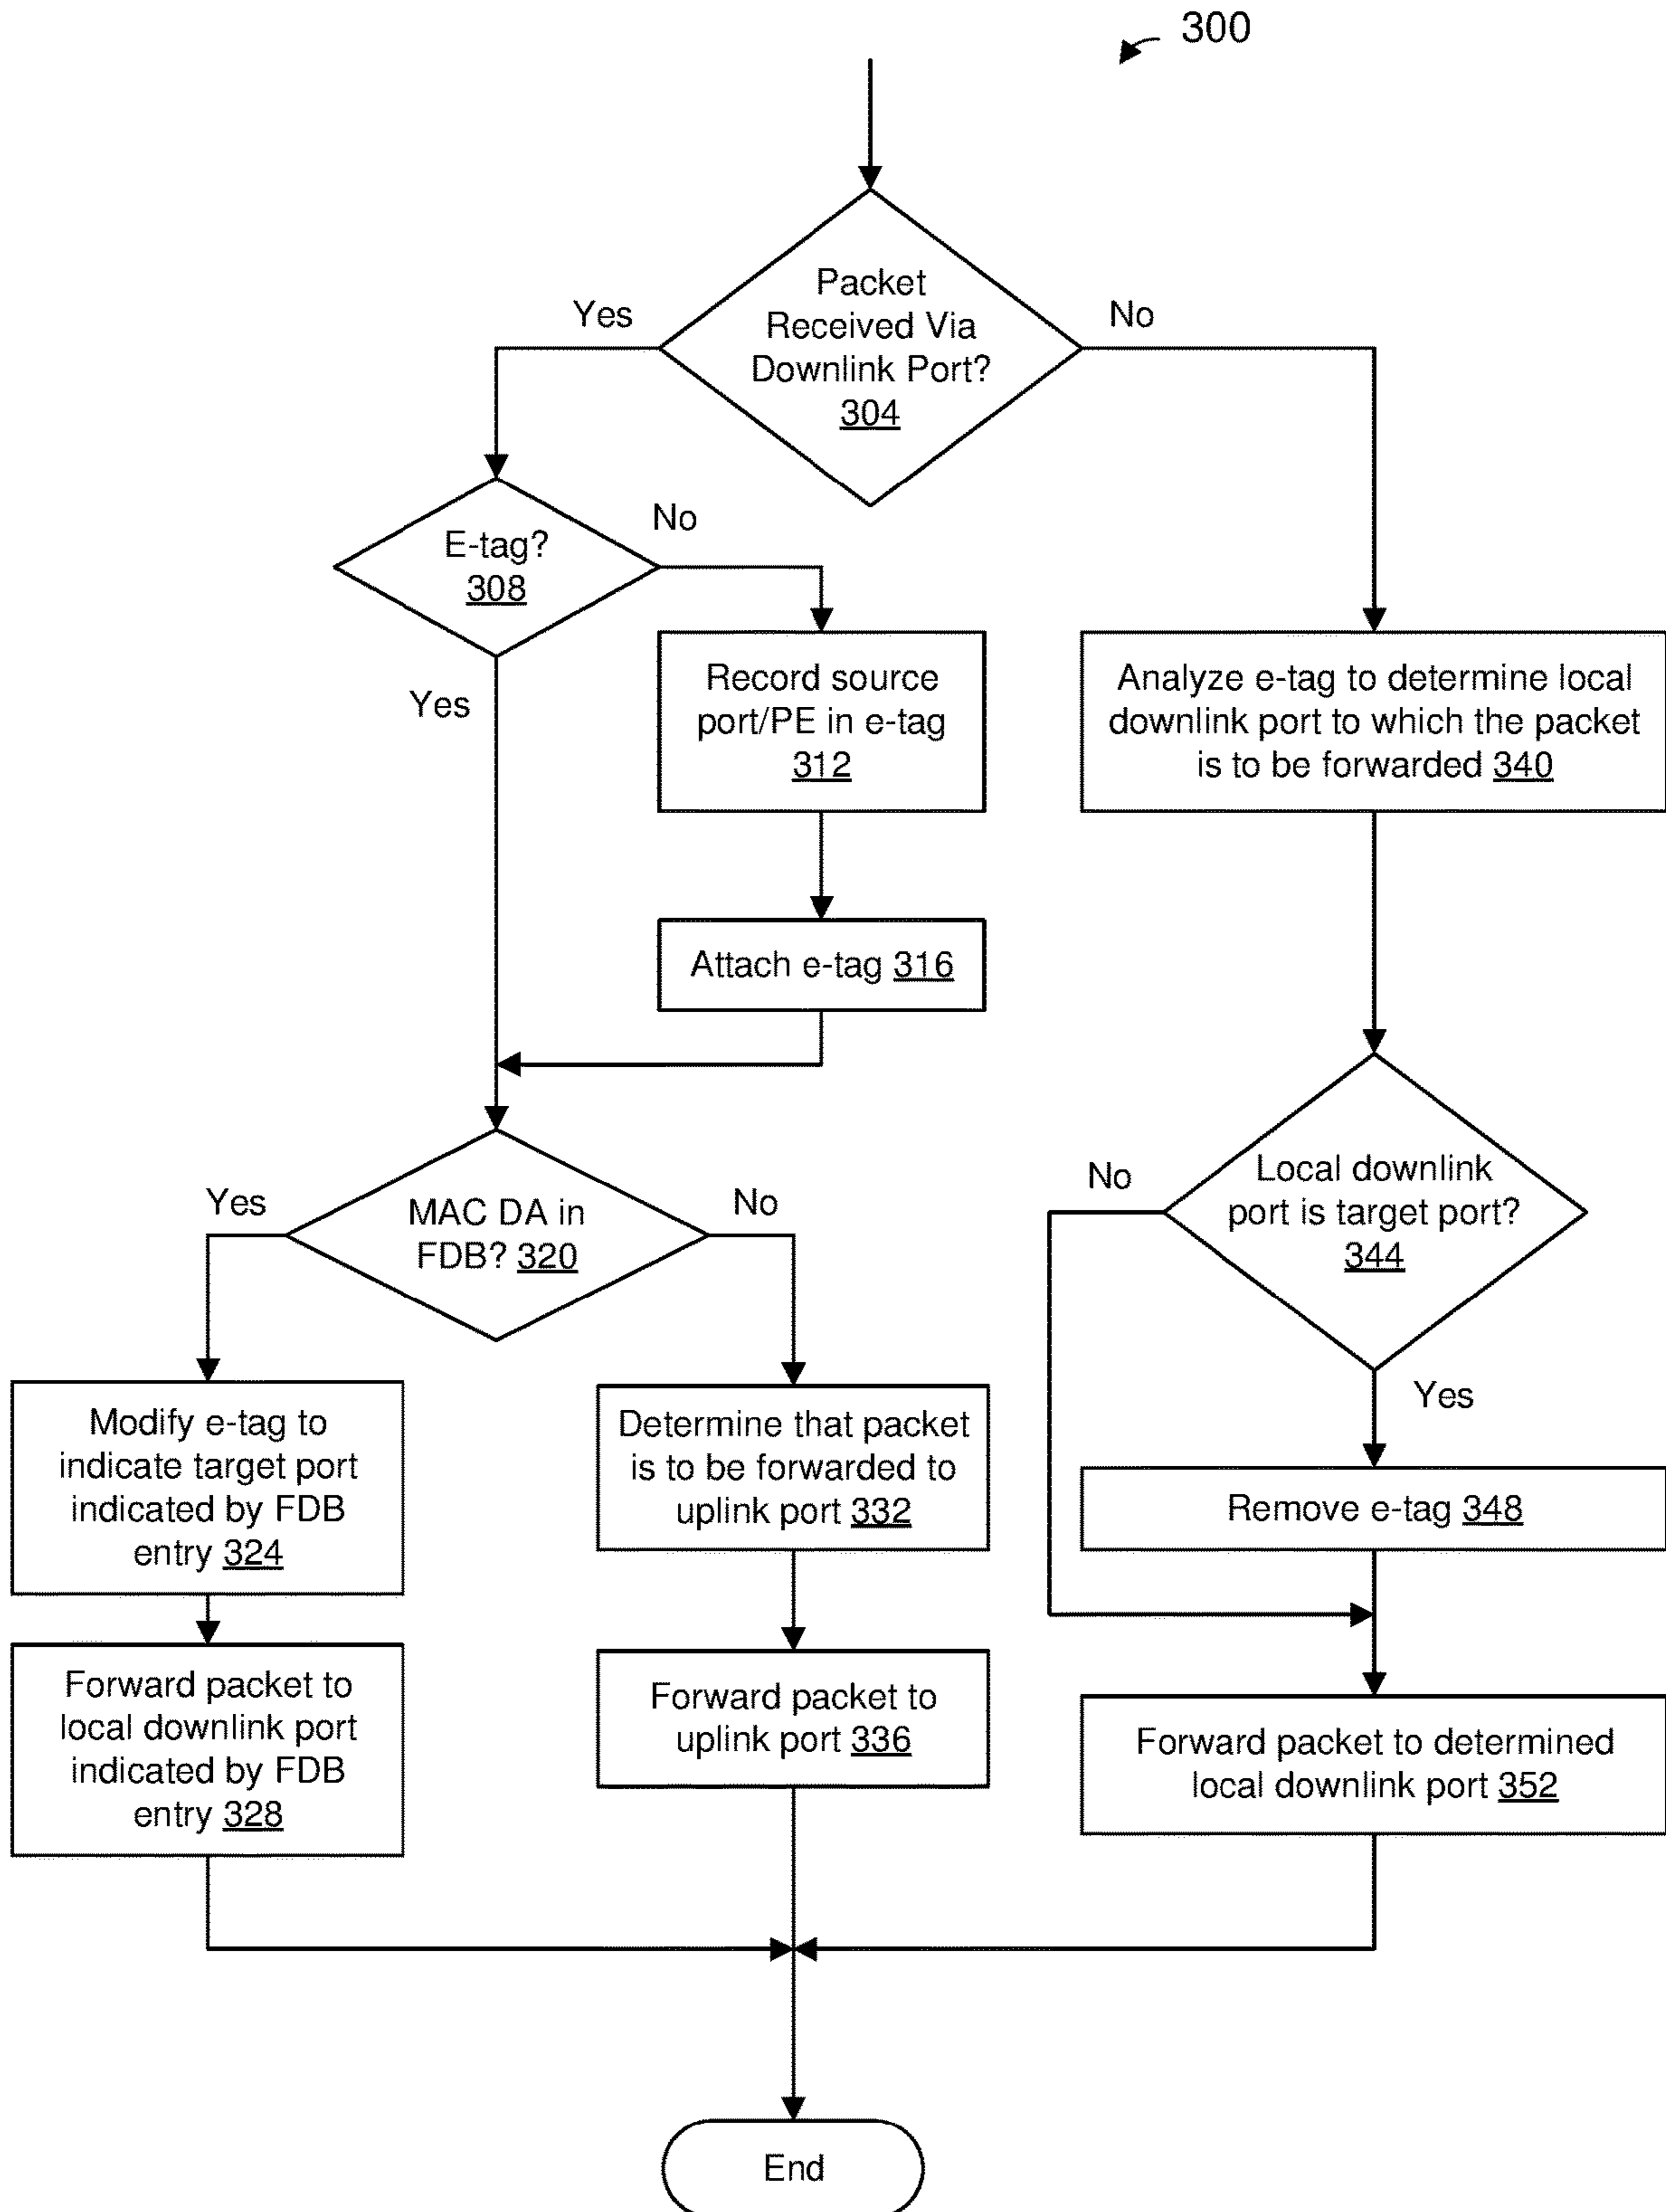 300
Packet
Received Via
Downlink Port?
304
Yes
No
E-tag?
308
No
Yes
Record source
port/PE in e-tag
312
Analyze e-tag to determine local
downlink port to which the packet
is to be forwarded 340
Attach e-tag 316
MAC DA in
FDB? 320
Yes
No
Local downlink
port is target port?
344
No
Yes
Modify e-tag to
indicate target port
indicated by FDB
entry 324
Determine that packet
is to be forwarded to
uplink port 332
Remove e-tag 348
Forward packet to
local downlink port
indicated by FDB
entry 328
Forward packet to
uplink port 336
Forward packet to determined
local downlink port 352
End